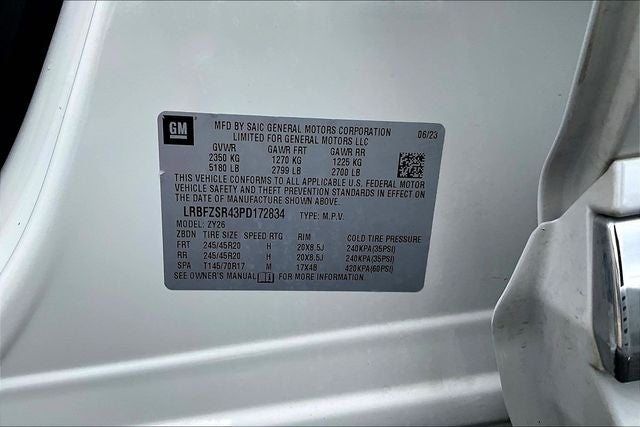 GM
MFD BY SAIC GENERAL MOTORS CORPORATION 06/23
LIMITED FOR GENERAL MOTORS LLC
GVWR GAWR FRT GAWR RR
2350 KG 1270 KG 1225 KG
5180 LB 2799 LB 2700 LB
THIS VEHICLE CONFORMS TO ALL APPLICABLE U.S. FEDERAL MOTOR
VEHICLE SAFETY AND THEFT PREVENTION STANDARDS IN EFFECT ON
THE DATE OF MANUFACTURE SHOWN ABOVE.
LRBFZSR43PD172834 TYPE: M.P.V.
MODEL: ZY26
ZBDN TIRE SIZE SPEED RTG RIM COLD TIRE PRESSURE
FRT 245/45R20 H 20X8.5J 240KPA(35PSI)
RR 245/45R20 H 20X8.5J 240KPA(35PSI)
SPA T145/70R17 M 17X4B 420KPA(60PSI)
SEE OWNER'S MANUAL FOR MORE INFORMATION.